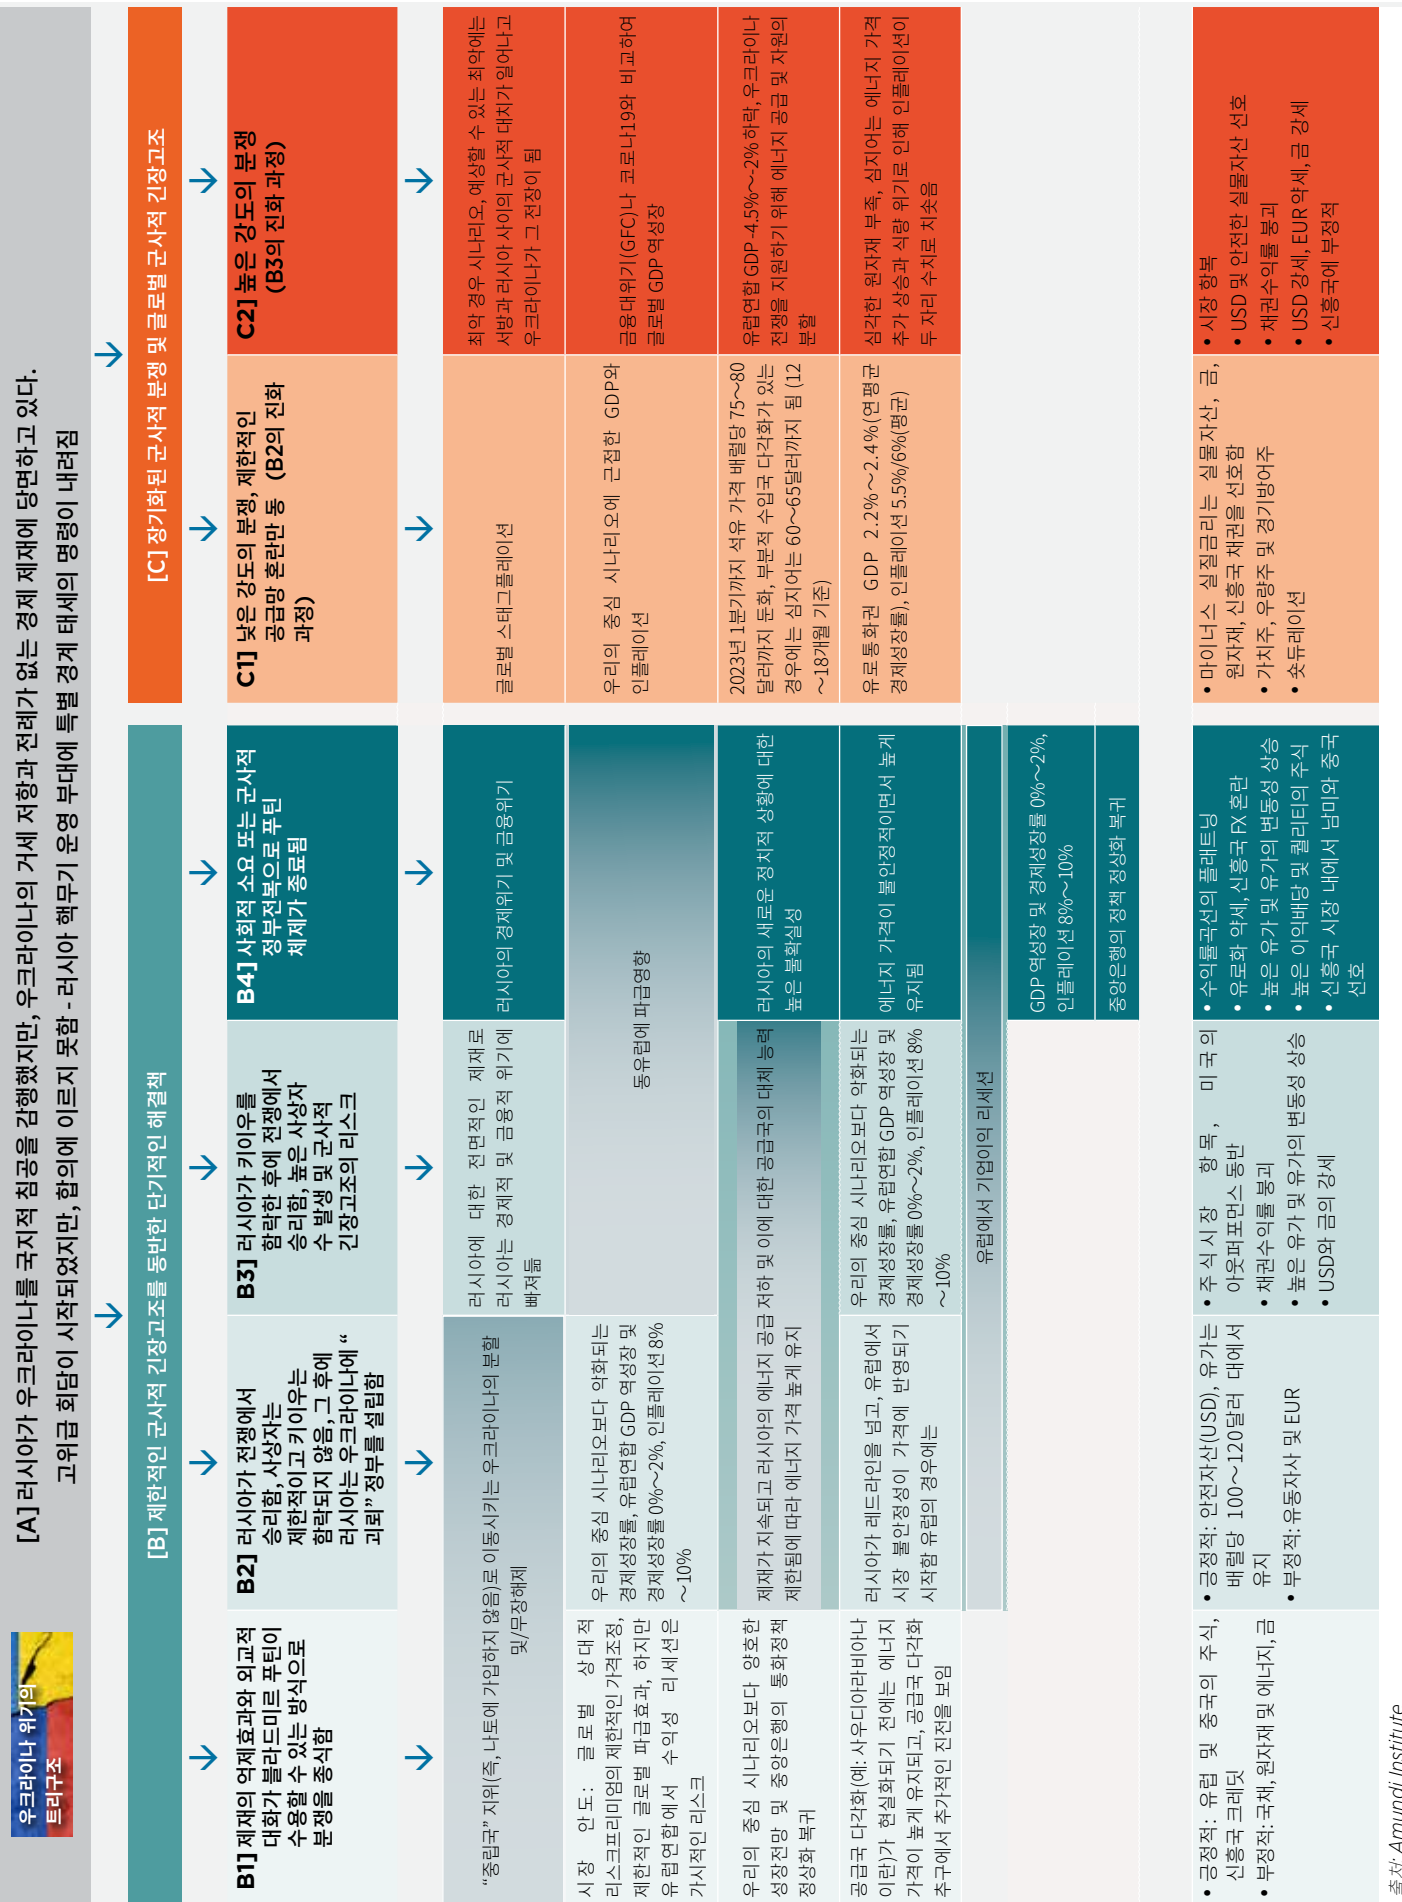 우크라이나 위기의
트리구조
[A] 러시아가 우크라이나를 국지적 침공을 감행했지만, 우크라이나의 거세 저항과 전례가 없는 경제 제재에 당면하고 있다.
고위급 회담이 시작되었지만, 합의에 이르지 못함 - 러시아 핵무기 운영 부대에 특별 경계 태세의 명령이 내려짐
[B] 제한적인 군사적 긴장고조를 동반한 단기적인 해결책
[C] 장기화된 군사적 분쟁 및 글로벌 군사적 긴장고조
B1] 제재의 억제효과와 외교적
대화가 블라드미르 푸틴이
수용할 수 있는 방식으로
분쟁을 종식함
B2] 러시아가 전쟁에서
승리함, 사상자는
제한적이고 키이우는
함락되지 않음, 그 후에
러시아는 우크라이나에 “
괴뢰” 정부를 설립함
B3] 러시아가 키이우를
함락한 후에 전쟁에서
승리함, 높은 사상자
수 발생 및 군사적
긴장고조의 리스크
B4] 사회적 소요 또는 군사적
정부전복으로 푸틴
체제가 종료됨
C1] 낮은 강도의 분쟁, 제한적인
공급망 혼란만 동 (B2의 진화
과정)
C2] 높은 강도의 분쟁
(B3의 진화 과정)
“중립국” 지위(즉, 나토에 가입하지 않음)로 이동시키는 우크라이나의 분할
및/무장해제
러시아에 대한 전면적인 제재로
러시아는 경제적 및 금융적 위기에
빠져듦
러시아의 경제위기 및 금융위기
글로벌 스태그플레이션
최악 경우 시나리오, 예상할 수 있는 최악에는
서방과 러시아 사이의 군사적 대치가 일어나고
우크라이나가 그 전장이 됨
시장 안도: 글로벌 상대적
리스크프리미엄의 제한적인 가격조정,
제한적인 글로벌 파급효과, 하지만
유럽연합에서 수익성 리세션은
가시적인 리스크
우리의 중심 시나리오보다 악화되는
경제성장률, 유럽연합 GDP 역성장 및
경제성장률 0%～2%, 인플레이션 8%
～10%
동유럽에 파급영향
우리의 중심 시나리오에 근접한 GDP와
인플레이션
금융대위기(GFC)나 코로나19와 비교하여
글로벌 GDP 역성장
우리의 중심 시나리오보다 양호한
성장전망 및 중앙은행의 통화정책
정상화 복귀
제재가 지속되고 러시아의 에너지 공급 저하 및 이에 대한 공급국의 대체 능력
제한됨에 따라 에너지 가격 높게 유지
러시아의 새로운 정치적 상황에 대한
높은 불확실성
2023년 1분기까지 석유 가격 배럴당 75～80
달러까지 둔화, 부분적 수입국 다각화가 있는
경우에는 심지어는 60～65달러까지 됨 (12
～18개월 기준)
유럽연합 GDP -4.5%～-2% 하락, 우크라이나
전쟁을 지원하기 위해 에너지 공급 및 자원의
분할
공급국 다각화(예: 사우디아라비아나
이란)가 현실화되기 전에는 에너지
가격이 높게 유지되고, 공급국 다각화
추구에서 추가적인 진전을 보임
러시아가 레드라인을 넘고, 유럽에서
시장 불안정성이 가격에 반영되기
시작함 유럽의 경우에는
우리의 중심 시나리오보다 악화되는
경제성장률, 유럽연합 GDP 역성장 및
경제성장률 0%～2%, 인플레이션 8%
～10%
에너지 가격이 불안정적이면서 높게
유지됨
유로통화권 GDP 2.2%～2.4%(연평균
경제성장률), 인플레이션 5.5%/6%(평균)
심각한 원자재 부족, 심지어는 에너지 가격
추가 상승과 식량 위기로 인해 인플레이션이
두 자리 수치로 치솟음
유럽에서 기업이익 리세션
GDP 역성장 및 경제성장률 0%～2%,
인플레이션 8%～10%
중앙은행의 정책 정상화 복귀
• 긍정적: 유럽 및 중국의 주식,
신흥국 크레딧
• 부정적: 국채, 원자재 및 에너지, 금
• 긍정적: 안전자산(USD), 유가는
배럴당 100～120달러 대에서
유지
• 부정적: 유동자사 및 EUR
• 주식시장 항목, 미국의
아웃퍼포먼스 동반
• 채권수익률 붕괴
• 높은 유가 및 유가의 변동성 상승
• USD와 금의 강세
• 수익률곡선의 플래트닝
• 유로화 약세, 신흥국 FX 혼란
• 높은 유가 및 유가의 변동성 상승
• 높은 이익배당 및 퀄리티의 주식
• 신흥국 시장 내에서 남미와 중국
선호
• 마이너스 실질금리는 실물자산, 금,
원자재, 신흥국 채권을 선호함
• 가치주, 우량주 및 경기방어주
• 숏듀레이션
• 시장 항복
• USD 및 안전한 실물자산 선호
• 채권수익률 붕괴
• USD 강세, EUR 약세, 금 강세
• 신흥국에 부정적
출처: Amundi Institute